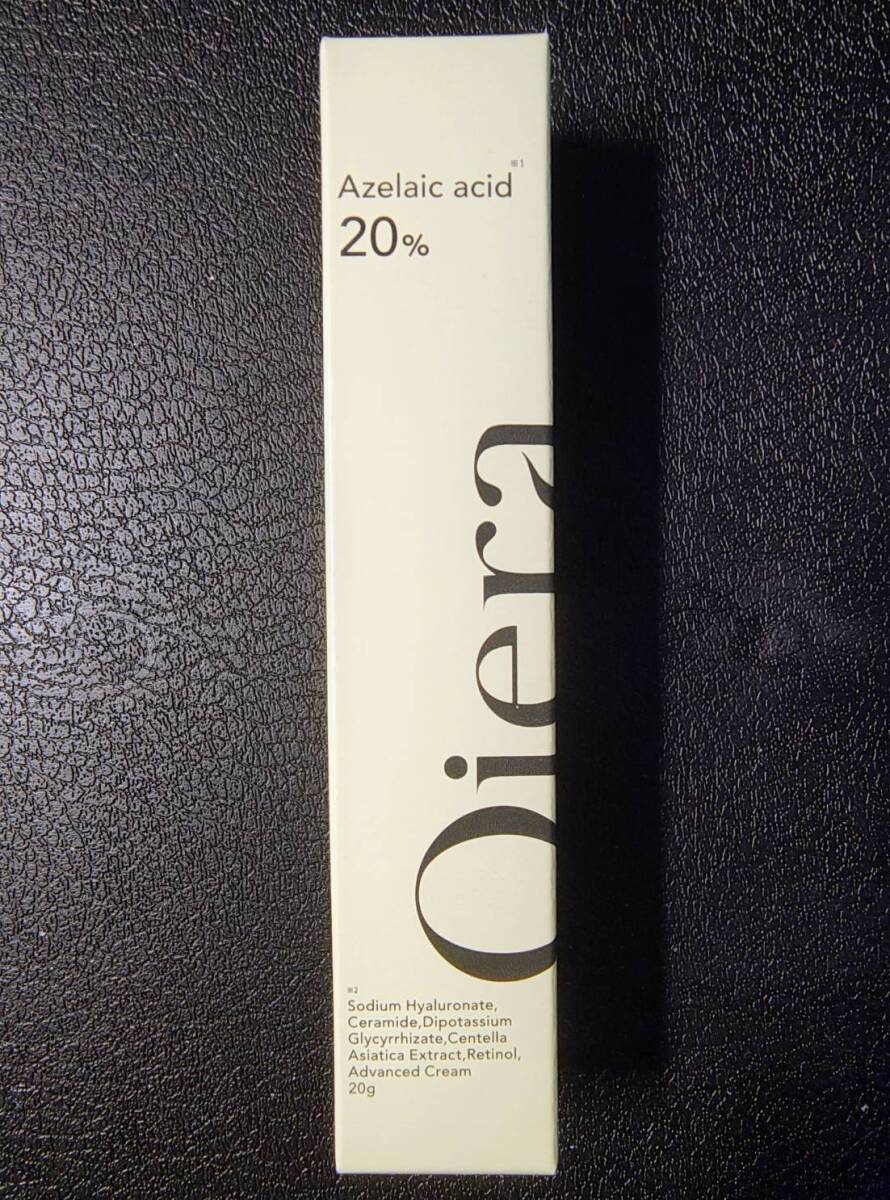 ※1
Azelaic acid
20%
Oiera
※2
Sodium Hyaluronate,
Ceramide,Dipotassium
Glycyrrhizate,Centella
Asiatica Extract,Retinol,
Advanced Cream
20g